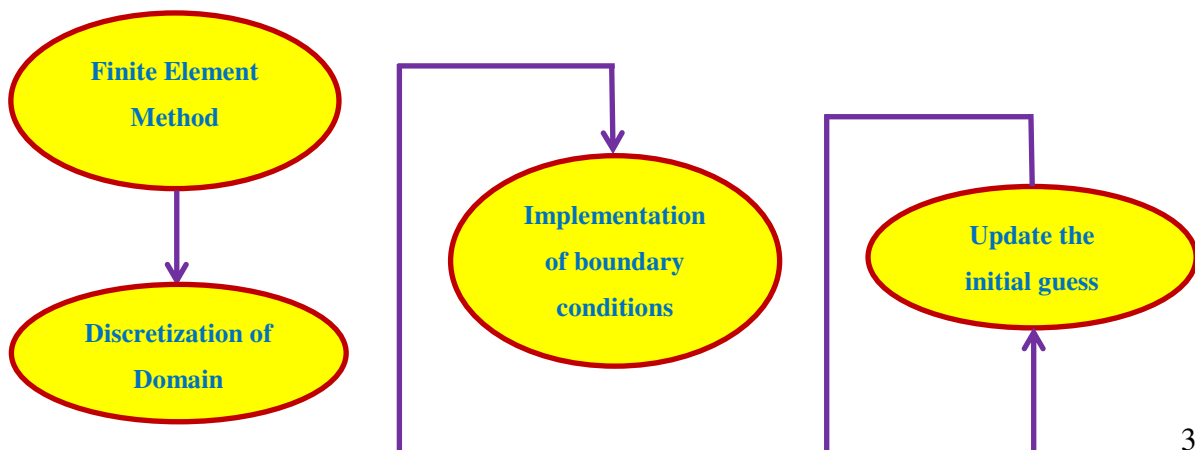 Finite Element
Method
Discretization of
Domain
Implementation
of boundary
conditions
Update the
initial guess
3